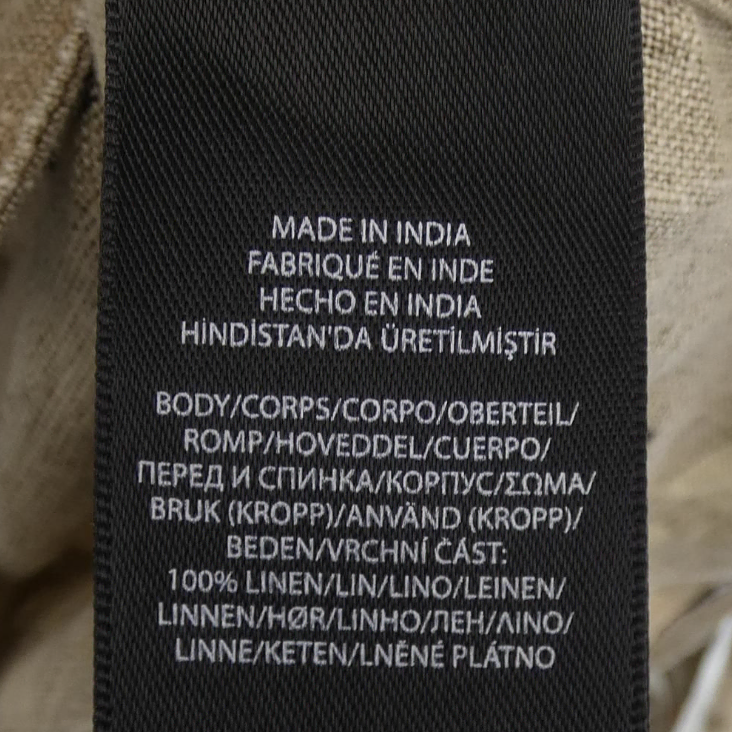 MADE IN INDIA
FABRIQUÉ EN INDE
HECHO EN INDIA
HİNDİSTAN'DA ÜRETİLMİŞTİR
BODY/CORPS/CORPO/OBERTEIL/
ROMP/HOVEDDEL/CUERPO/
ПЕРЕД И СПИНКА/КОРПУС/ΣΩΜΑ/
BRUK (KROPP)/ANVÄND (KROPP)/
BEDEN/VRCHNÍ ČÁST:
100% LINEN/LIN/LINO/LEINEN/
LINNEN/HØR/LINHO/ЛЕН/ΛΙΝΟ/
LINNE/KETEN/LNĚNÉ PLÁTNO